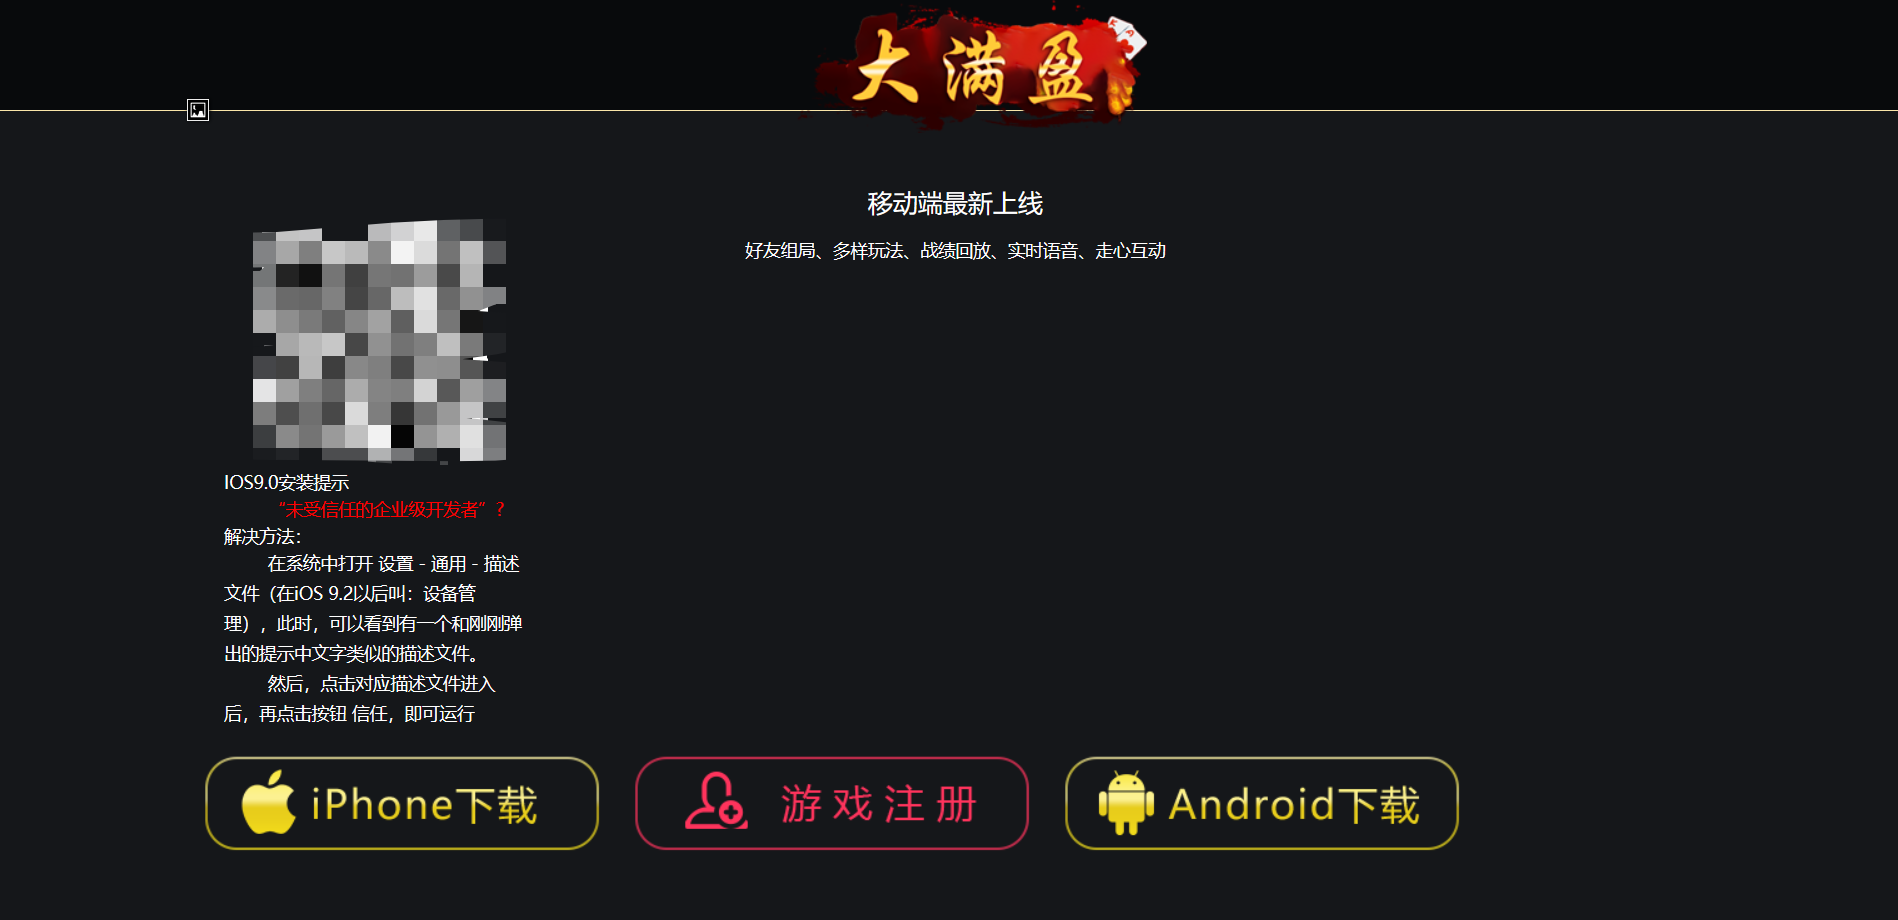 大满盈
移动端最新上线
好友组局、多样玩法、战绩回放、实时语音、走心互动
IOS9.0安装提示
“未受信任的企业级开发者”?
解决方法:
在系统中打开 设置 - 通用 - 描述
文件(在iOS 9.2以后叫:设备管
理),此时,可以看到有一个和刚刚弹
出的提示中文字类似的描述文件。
然后,点击对应描述文件进入
后,再点击按钮 信任,即可运行
iPhone下载
游戏注册
Android下载